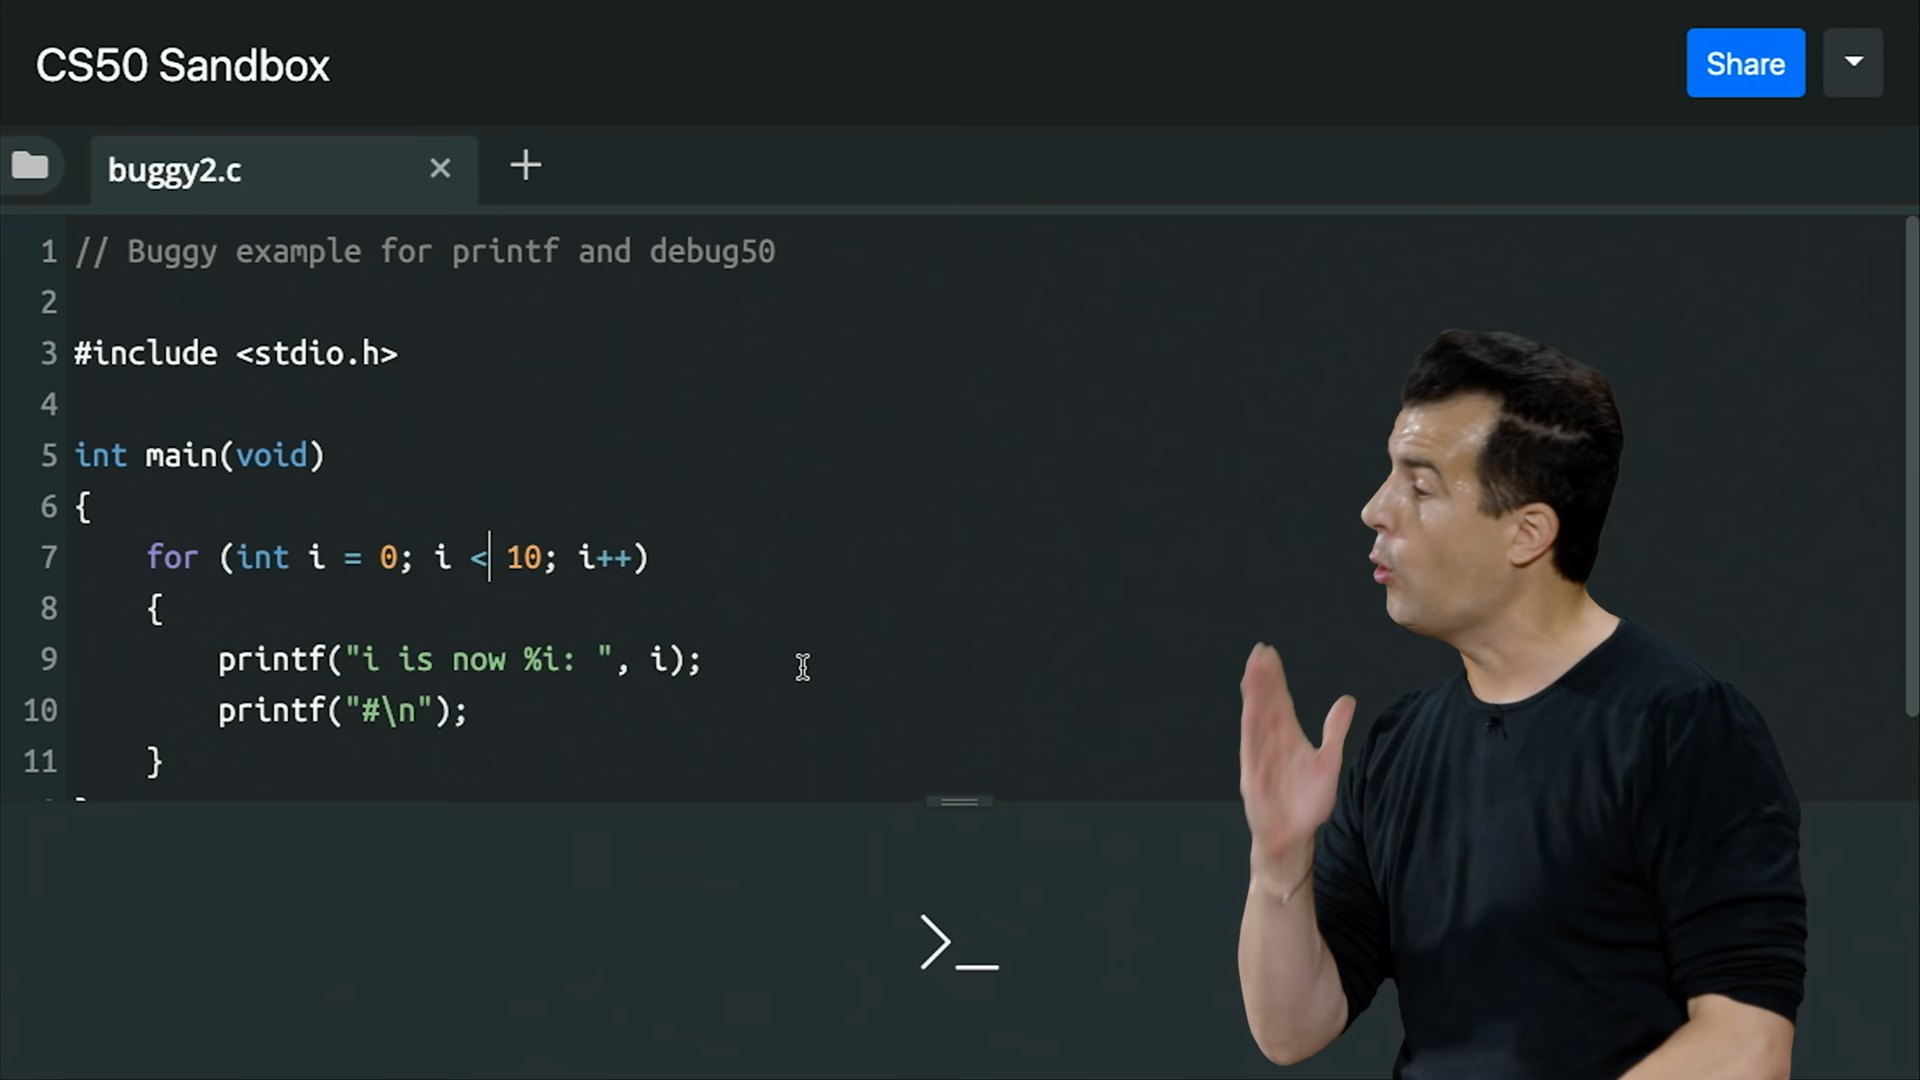 CS50 Sandbox
Share
buggy2.c
1 // Buggy example for printf and debug50
2
3 #include <stdio.h>
4
5 int main(void)
6 {
7     for (int i = 0; i < 10; i++)
8     {
9         printf("i is now %i: ", i);
10         printf("#\n");
11     }
>_